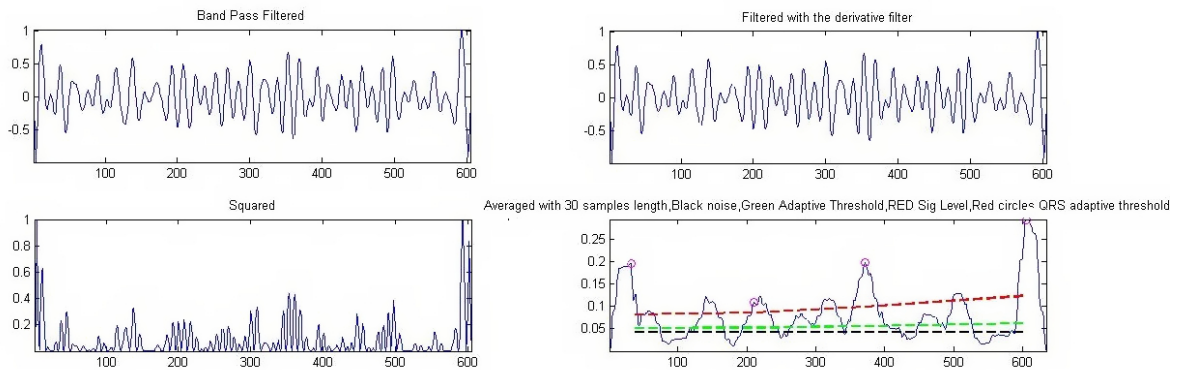 Band Pass Filtered
1
0.5
0
-0.5
100 200 300 400 500 600
Filtered with the derivative filter
1
0.5
0
-0.5
100 200 300 400 500 600
Squared
1
0.8
0.6
0.4
0.2
100 200 300 400 500 600
Averaged with 30 samples length,Black noise,Green Adaptive Threshold,RED Sig Level,Red circles QRS adaptive threshold
0.25
0.2
0.15
0.1
0.05
100 200 300 400 500 600